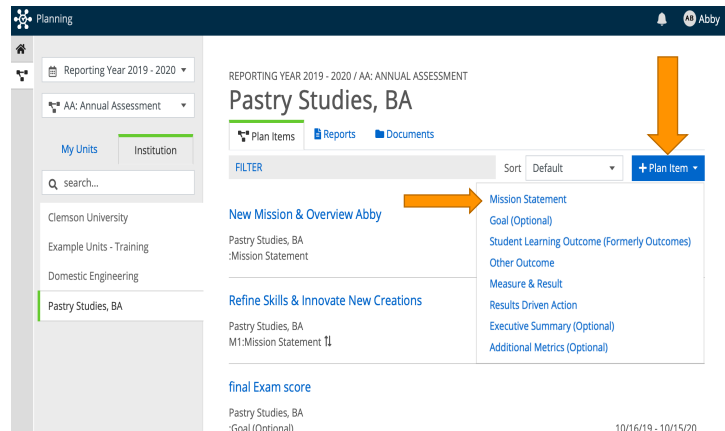 Planning
AB Abby
Reporting Year 2019 - 2020
AA: Annual Assessment
My Units Institution
search...
Clemson University
Example Units - Training
Domestic Engineering
Pastry Studies, BA
REPORTING YEAR 2019 - 2020 / AA: ANNUAL ASSESSMENT
Pastry Studies, BA
Plan Items Reports Documents
FILTER Sort Default + Plan Item
Mission Statement
Goal (Optional)
Student Learning Outcome (Formerly Outcomes)
Other Outcome
Measure & Result
Results Driven Action
Executive Summary (Optional)
Additional Metrics (Optional)
New Mission & Overview Abby
Pastry Studies, BA
:Mission Statement
Refine Skills & Innovate New Creations
Pastry Studies, BA
M1:Mission Statement
final Exam score
Pastry Studies, BA
:Goal (Optional) 10/16/19 - 10/15/20